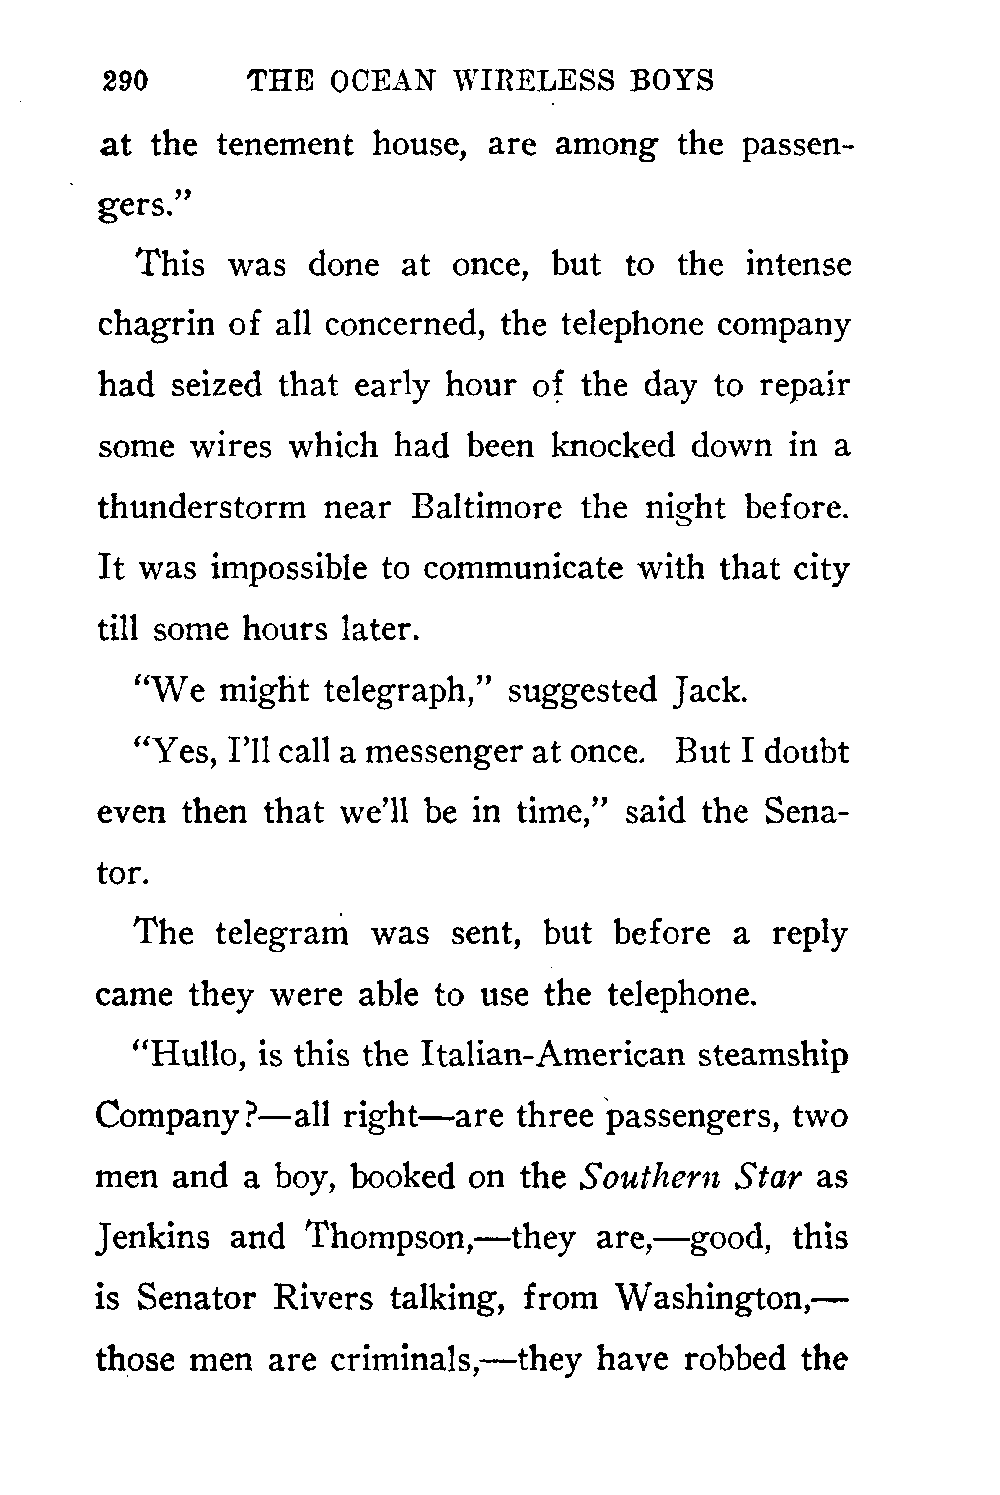 290 THE OCEAN WIRELESS BOYS
at the tenement house, are among the passen-
gers.”
This was done at once, but to the intense
chagrin of all concerned, the telephone company
had seized that early hour of the day to repair
some wires which had been knocked down in a
thunderstorm near Baltimore the night before.
It was impossible to communicate with that city
till some hours later.
“We might telegraph,” suggested Jack.
“Yes, I’ll call a messenger at once. But I doubt
even then that we’ll be in time,” said the Sena-
tor.
The telegram was sent, but before a reply
came they were able to use the telephone.
“Hullo, is this the Italian-American steamship
Company?—all right—are three passengers, two
men and a boy, booked on the Southern Star as
Jenkins and Thompson,—they are,—good, this
is Senator Rivers talking, from Washington,—
those men are criminals,—they have robbed the